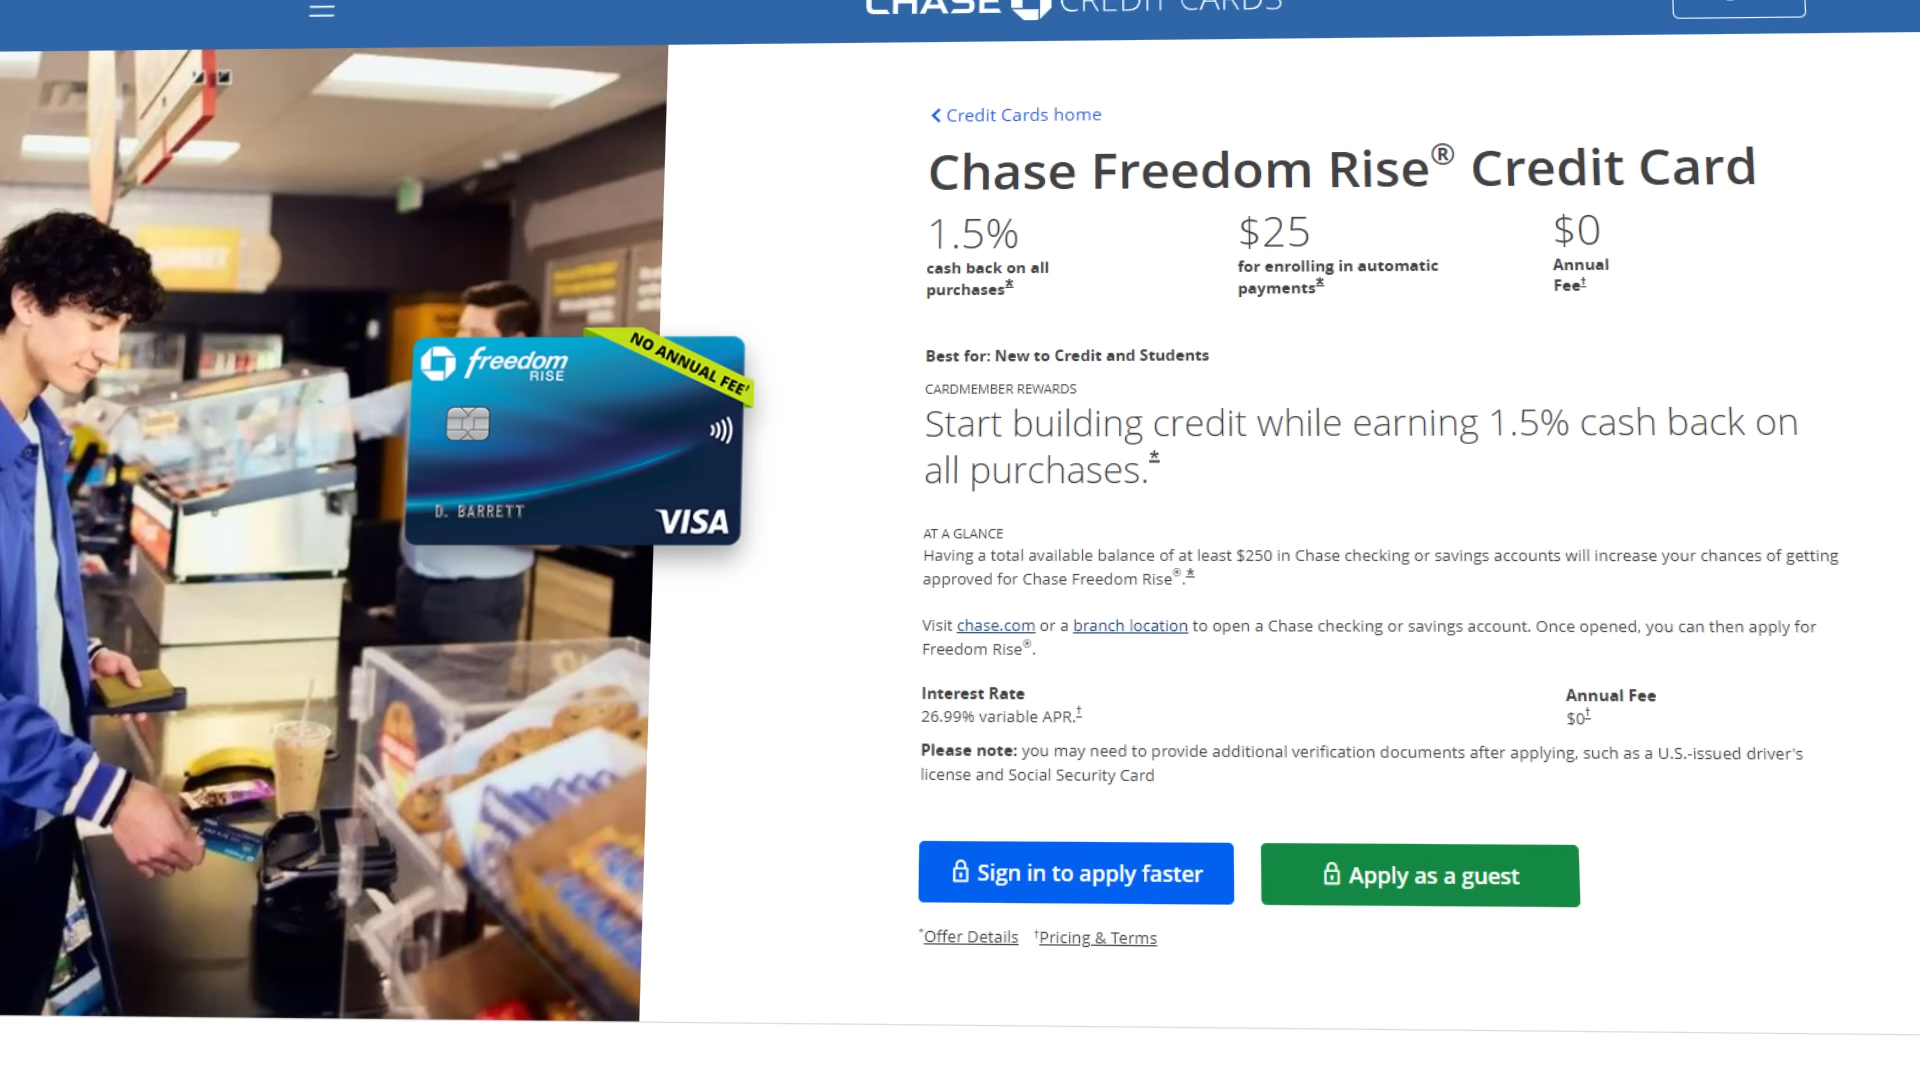 CHASE CREDIT CARDS
Credit Cards home
Chase Freedom Rise® Credit Card
1.5%
cash back on all
purchases*
$25
for enrolling in automatic
payments*
$0
Annual
Fee†
Best for: New to Credit and Students
CARDMEMBER REWARDS
Start building credit while earning 1.5% cash back on
all purchases.*
AT A GLANCE
Having a total available balance of at least $250 in Chase checking or savings accounts will increase your chances of getting
approved for Chase Freedom Rise®.*
Visit chase.com or a branch location to open a Chase checking or savings account. Once opened, you can then apply for
Freedom Rise®.
Interest Rate
26.99% variable APR.†
Annual Fee
$0†
Please note: you may need to provide additional verification documents after applying, such as a U.S.-issued driver's
license and Social Security Card
Sign in to apply faster
Apply as a guest
*Offer Details †Pricing & Terms
freedom
RISE
NO ANNUAL FEE†
D. BARRETT
VISA